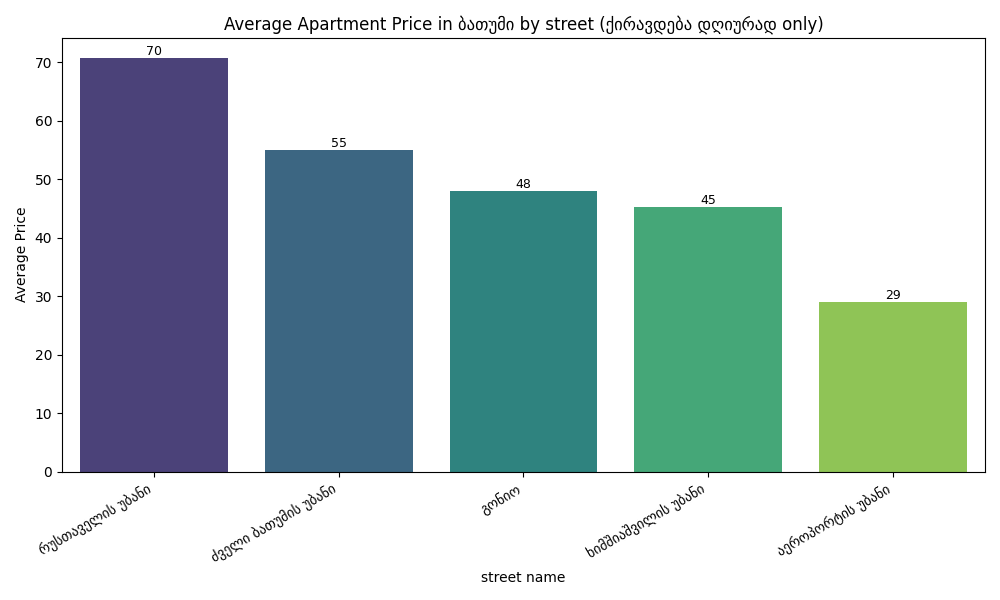 Average Apartment Price in ბათუმი by street (ქირავდება დღიურად only)
Average Price
70
60
50
40
30
20
10
0
70
55
48
45
29
რუსთაველის უბანი
ძველი ბათუმის უბანი
გონიო
ხიმშიაშვილის უბანი
აეროპორტის უბანი
street name